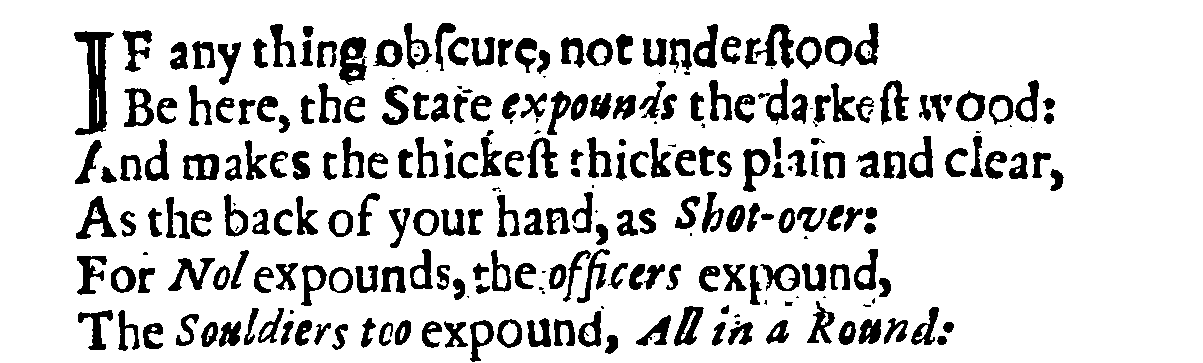 IF any thing obſcure, not underſtood
Be here, the State expounds the darkeſt wood:
And makes the thickeſt thickets plain and clear,
As the back of your hand, as Shot-over:
For Nol expounds, the officers expound,
The Souldiers too expound, All in a Round: